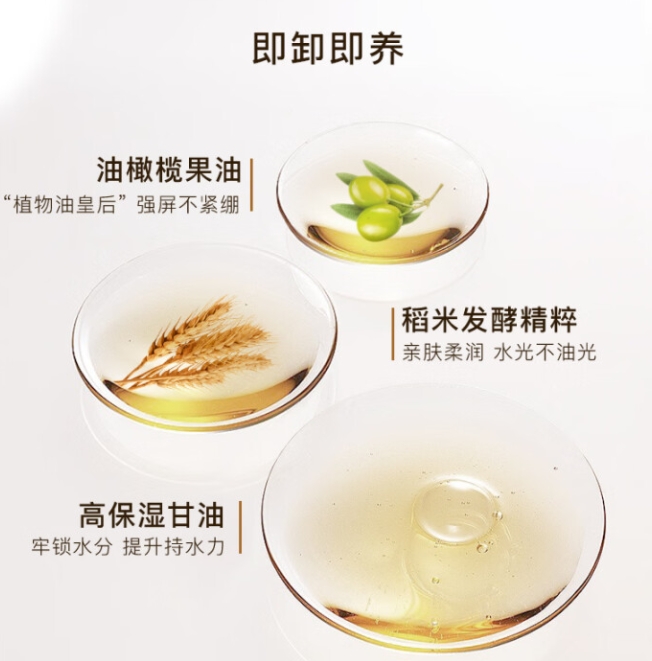 即卸即养
油橄榄果油
“植物油皇后” 强屏不紧绷
稻米发酵精粹
亲肤柔润 水光不油光
高保湿甘油
牢锁水分 提升持水力